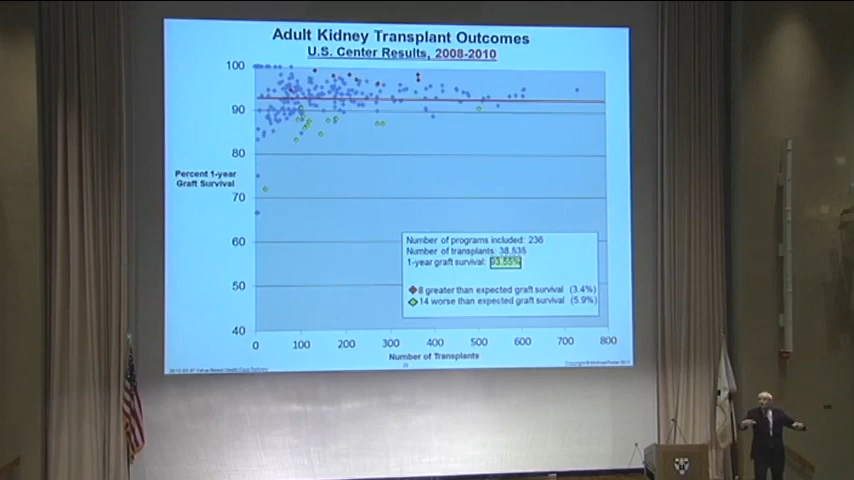 Adult Kidney Transplant Outcomes
U.S. Center Results, 2008-2010
100
90
80
Percent 1-year
Graft Survival
70
60
50
40
Number of programs included: 236
Number of transplants: 38,535
1-year graft survival: 93.55%
8 greater than expected graft survival (3.4%)
14 worse than expected graft survival (5.9%)
0 100 200 300 400 500 600 700 800
Number of Transplants